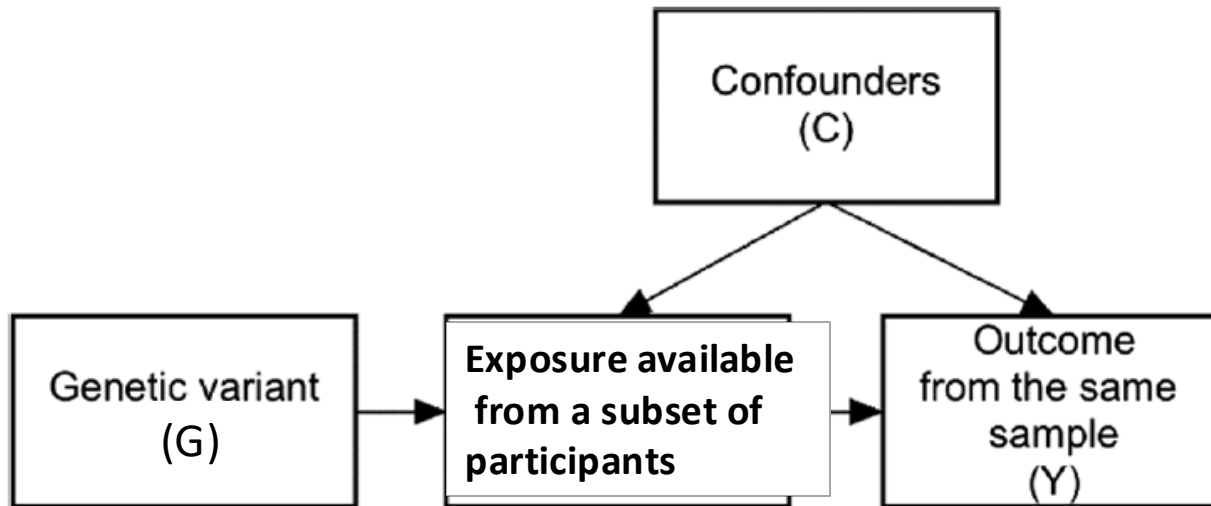 Confounders
(C)
Genetic variant
(G)
Exposure available
from a subset of
participants
Outcome
from the same
sample
(Y)